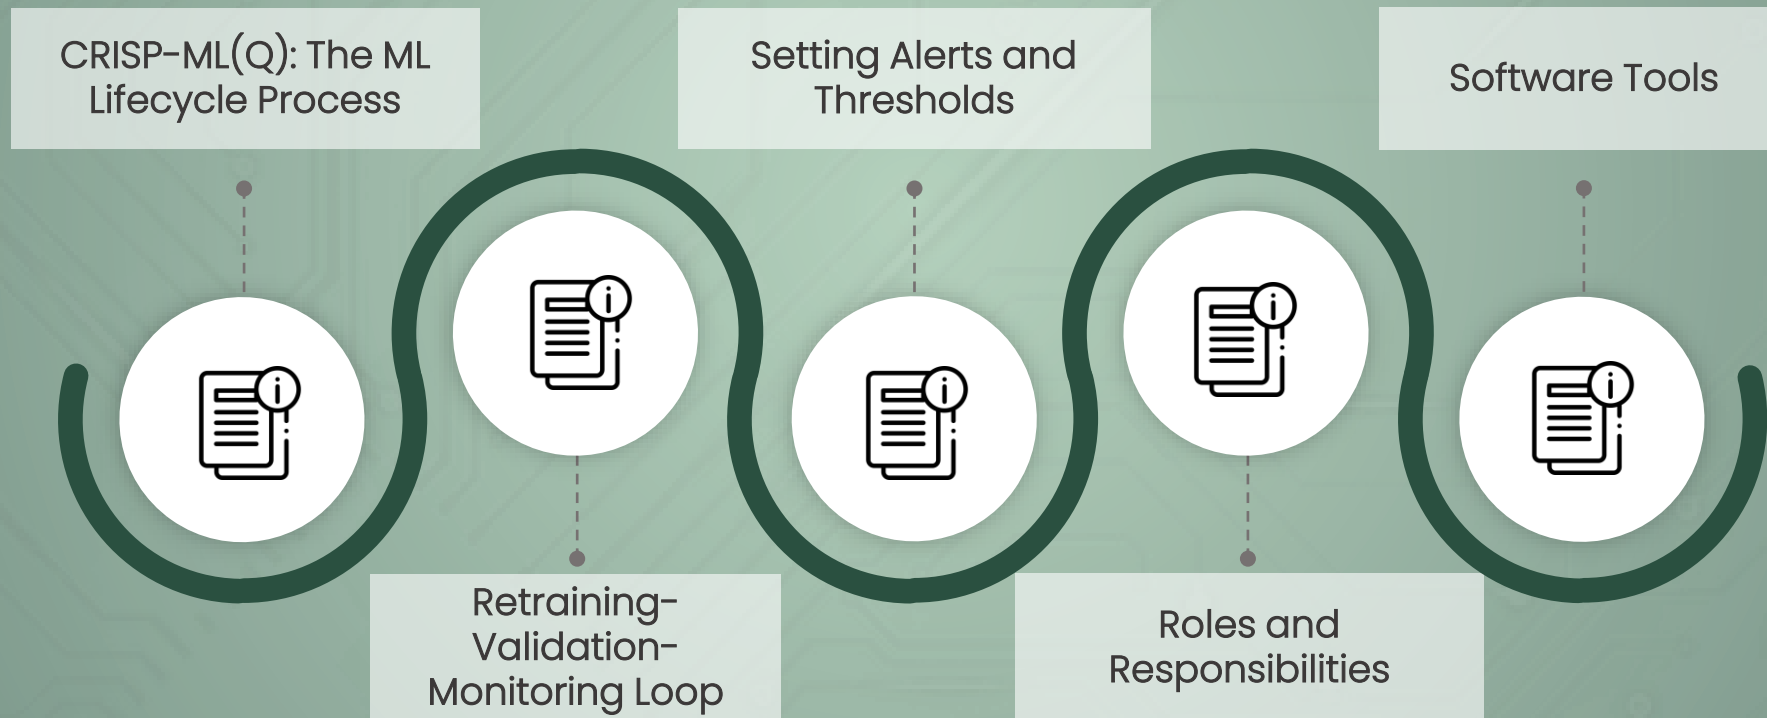 CRISP-ML(Q): The ML
Lifecycle Process
Retraining-
Validation-
Monitoring Loop
Setting Alerts and
Thresholds
Roles and
Responsibilities
Software Tools